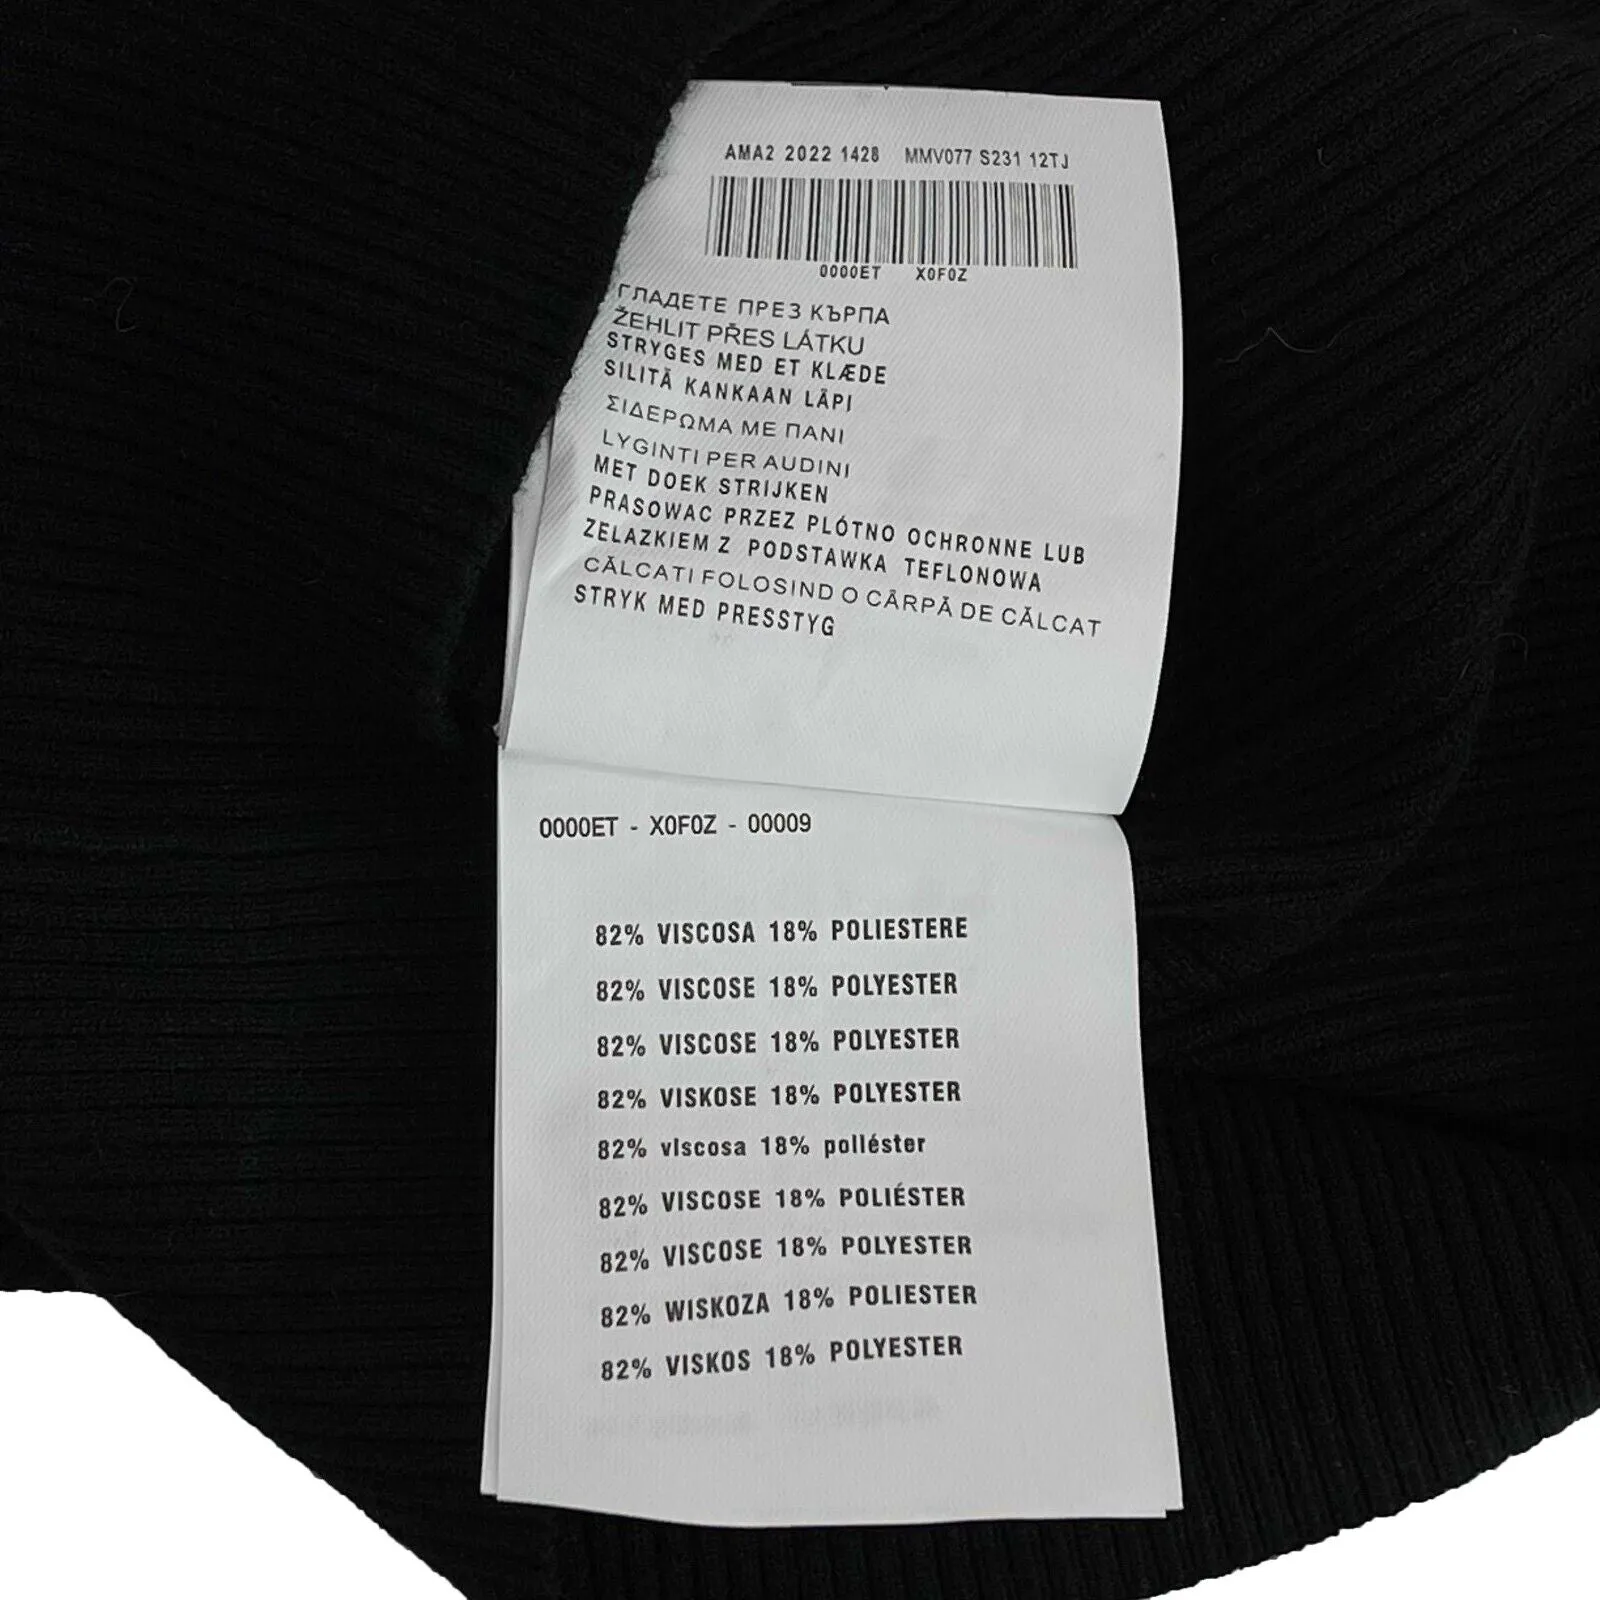 AMA2 2022 1428 MMV077 S231 12TJ
0000ET X0F0Z
ГЛАДЕТЕ ПРЕЗ КЪРПА
ŽEHLIT PŘES LÁTKU
STRYGES MED ET KLÆDE
SILITÄ KANKAAN LÄPI
ΣΙΔΕΡΩΜΑ ΜΕ ΠΑΝΙ
LYGINTI PER AUDINI
MET DOEK STRIJKEN
PRASOWAC PRZEZ PLÓTNO OCHRONNE LUB
ZELAZKIEM Z PODSTAWKA TEFLONOWA
CĂLCATI FOLOSIND O CÂRPĂ DE CĂLCAT
STRYK MED PRESSTYG
0000ET - X0F0Z - 00009
82% VISCOSA 18% POLIESTERE
82% VISCOSE 18% POLYESTER
82% VISCOSE 18% POLYESTER
82% VISKOSE 18% POLYESTER
82% viscosa 18% poliéster
82% VISCOSE 18% POLIÉSTER
82% VISCOSE 18% POLYESTER
82% WISKOZA 18% POLIESTER
82% VISKOS 18% POLYESTER